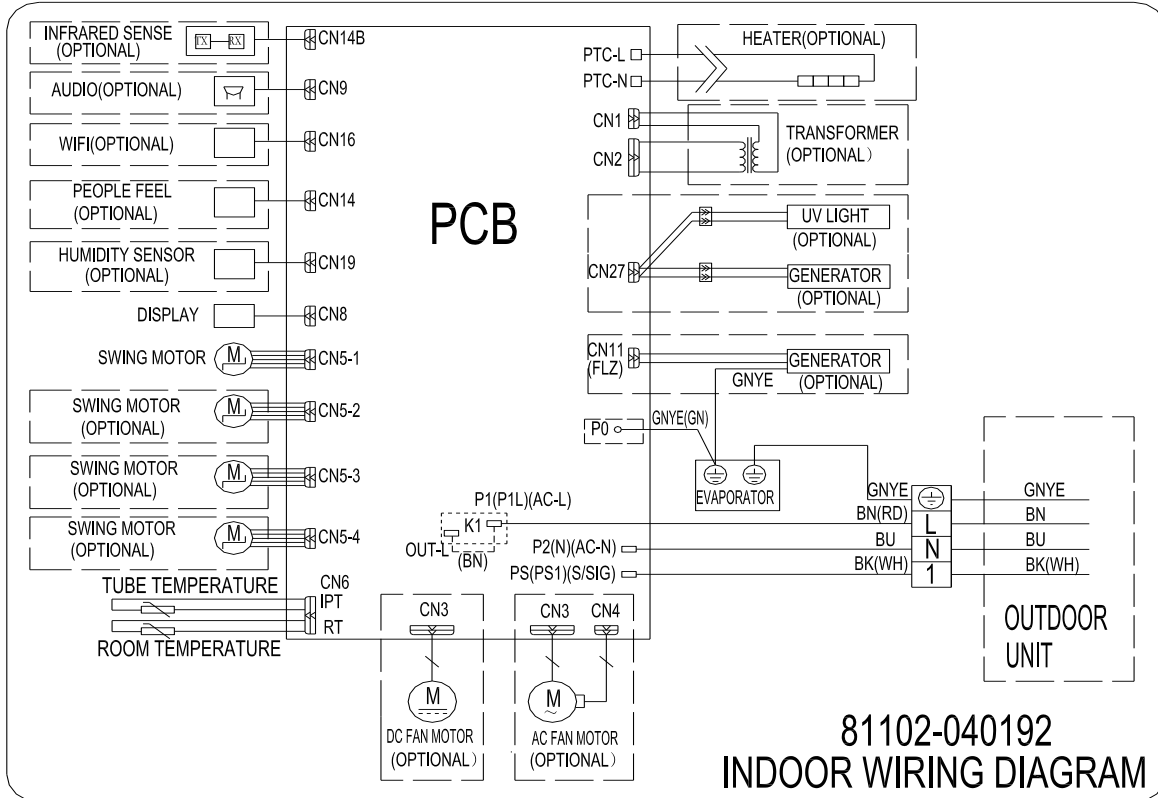 INFRARED SENSE
(OPTIONAL)
TX
RX
CN14B
AUDIO(OPTIONAL)
CN9
WIFI(OPTIONAL)
CN16
PEOPLE FEEL
(OPTIONAL)
CN14
HUMIDITY SENSOR
(OPTIONAL)
CN19
DISPLAY
CN8
SWING MOTOR
M
CN5-1
SWING MOTOR
(OPTIONAL)
M
CN5-2
SWING MOTOR
(OPTIONAL)
M
CN5-3
SWING MOTOR
(OPTIONAL)
M
CN5-4
TUBE TEMPERATURE
CN6
IPT
RT
ROOM TEMPERATURE
PCB
PTC-L
PTC-N
HEATER(OPTIONAL)
CN1
CN2
TRANSFORMER
(OPTIONAL)
CN27
UV LIGHT
(OPTIONAL)
GENERATOR
(OPTIONAL)
CN11
(FLZ)
GENERATOR
(OPTIONAL)
GNYE
P0
GNYE(GN)
EVAPORATOR
P1(P1L)(AC-L)
K1
OUT-L
(BN)
P2(N)(AC-N)
PS(PS1)(S/SIG)
GNYE
BN(RD)
BU
BK(WH)
L
N
1
GNYE
BN
BU
BK(WH)
OUTDOOR
UNIT
CN3
M
DC FAN MOTOR
(OPTIONAL)
CN3
CN4
M
~
AC FAN MOTOR
(OPTIONAL)
81102-040192
INDOOR WIRING DIAGRAM